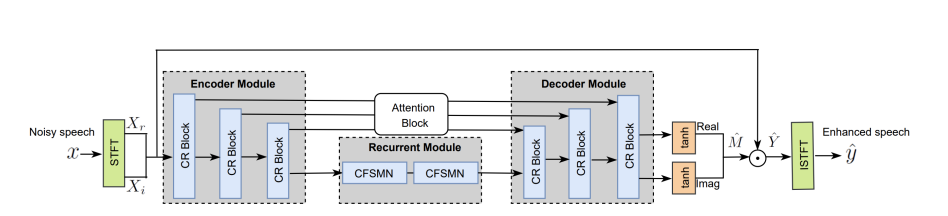 Encoder Module
Decoder Module
Attention
Block
Noisy speech
x
STFT
X_r
X_i
CR Block
CR Block
CR Block
Recurrent Module
CFSMN
CFSMN
CR Block
CR Block
CR Block
tanh
Real
tanh
Imag
M̂
Ŷ
ISTFT
Enhanced speech
ŷ